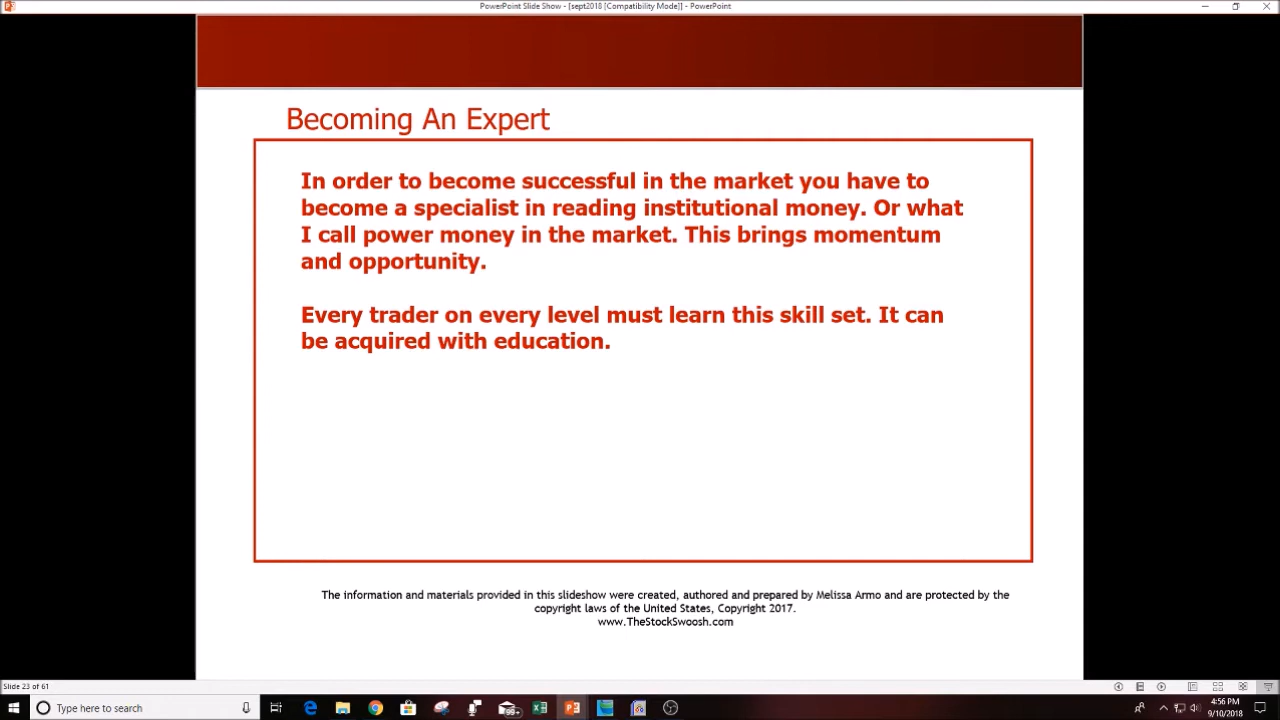 PowerPoint Slide Show - [sept2018 [Compatibility Mode]] - PowerPoint
Becoming An Expert
In order to become successful in the market you have to
become a specialist in reading institutional money. Or what
I call power money in the market. This brings momentum
and opportunity.
Every trader on every level must learn this skill set. It can
be acquired with education.
The information and materials provided in this slideshow were created, authored and prepared by Melissa Armo and are protected by the
copyright laws of the United States, Copyright 2017.
www.TheStockSwoosh.com
Slide 23 of 61
Type here to search
99+
4:56 PM
9/10/2018